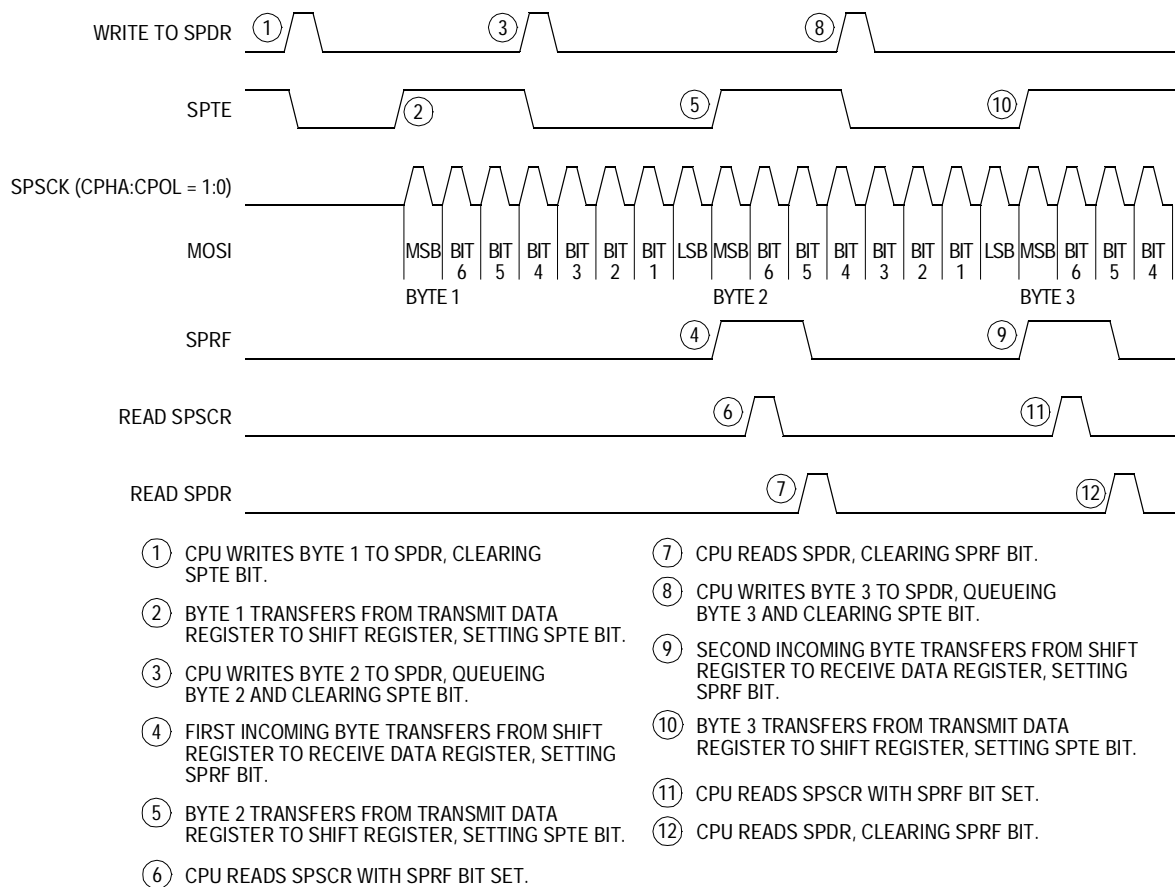 WRITE TO SPDR
1
3
8
SPTE
2
5
10
SPSCK (CPHA:CPOL = 1:0)
MOSI
MSB BIT 6 BIT 5 BIT 4 BIT 3 BIT 2 BIT 1 LSB MSB BIT 6 BIT 5 BIT 4 BIT 3 BIT 2 BIT 1 LSB MSB BIT 6 BIT 5 BIT 4
BYTE 1
BYTE 2
BYTE 3
SPRF
4
9
READ SPSCR
6
11
READ SPDR
7
12
1 CPU WRITES BYTE 1 TO SPDR, CLEARING
SPTE BIT.
2 BYTE 1 TRANSFERS FROM TRANSMIT DATA
REGISTER TO SHIFT REGISTER, SETTING SPTE BIT.
3 CPU WRITES BYTE 2 TO SPDR, QUEUEING
BYTE 2 AND CLEARING SPTE BIT.
4 FIRST INCOMING BYTE TRANSFERS FROM SHIFT
REGISTER TO RECEIVE DATA REGISTER, SETTING
SPRF BIT.
5 BYTE 2 TRANSFERS FROM TRANSMIT DATA
REGISTER TO SHIFT REGISTER, SETTING SPTE BIT.
6 CPU READS SPSCR WITH SPRF BIT SET.
7 CPU READS SPDR, CLEARING SPRF BIT.
8 CPU WRITES BYTE 3 TO SPDR, QUEUEING
BYTE 3 AND CLEARING SPTE BIT.
9 SECOND INCOMING BYTE TRANSFERS FROM SHIFT
REGISTER TO RECEIVE DATA REGISTER, SETTING
SPRF BIT.
10 BYTE 3 TRANSFERS FROM TRANSMIT DATA
REGISTER TO SHIFT REGISTER, SETTING SPTE BIT.
11 CPU READS SPSCR WITH SPRF BIT SET.
12 CPU READS SPDR, CLEARING SPRF BIT.